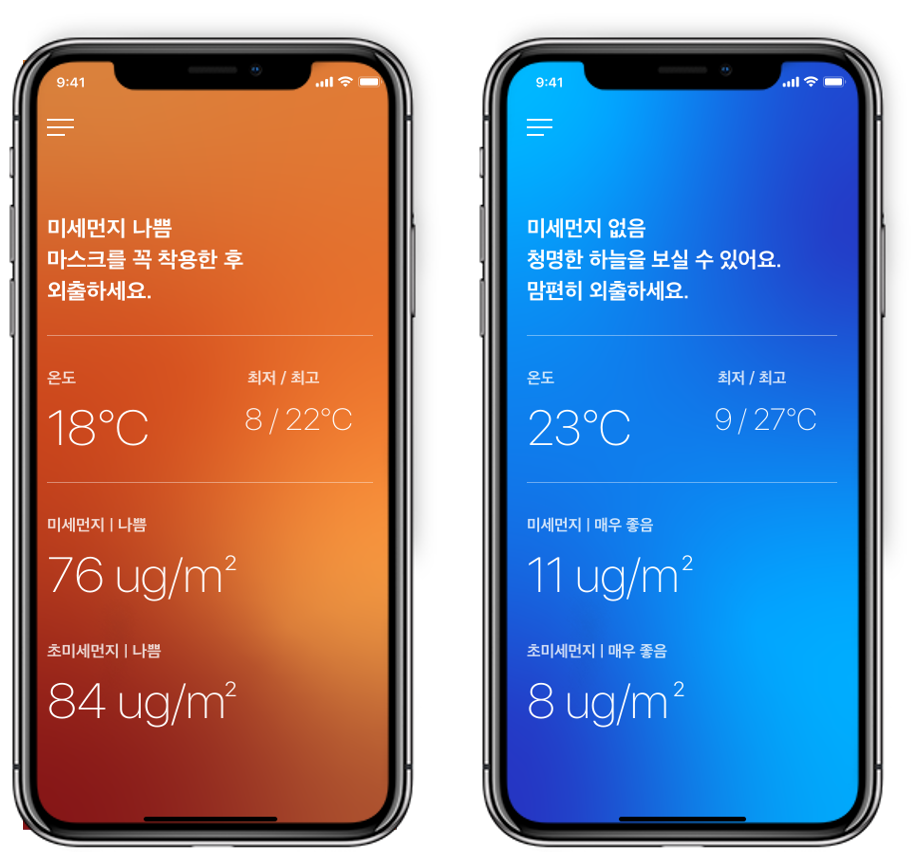 9:41
미세먼지 나쁨
마스크를 꼭 착용한 후
외출하세요.
온도
최저 / 최고
18°C
8 / 22°C
미세먼지 | 나쁨
76 ug/m²
초미세먼지 | 나쁨
84 ug/m²
9:41
미세먼지 없음
청명한 하늘을 보실 수 있어요.
맘편히 외출하세요.
온도
최저 / 최고
23°C
9 / 27°C
미세먼지 | 매우 좋음
11 ug/m²
초미세먼지 | 매우 좋음
8 ug/m²